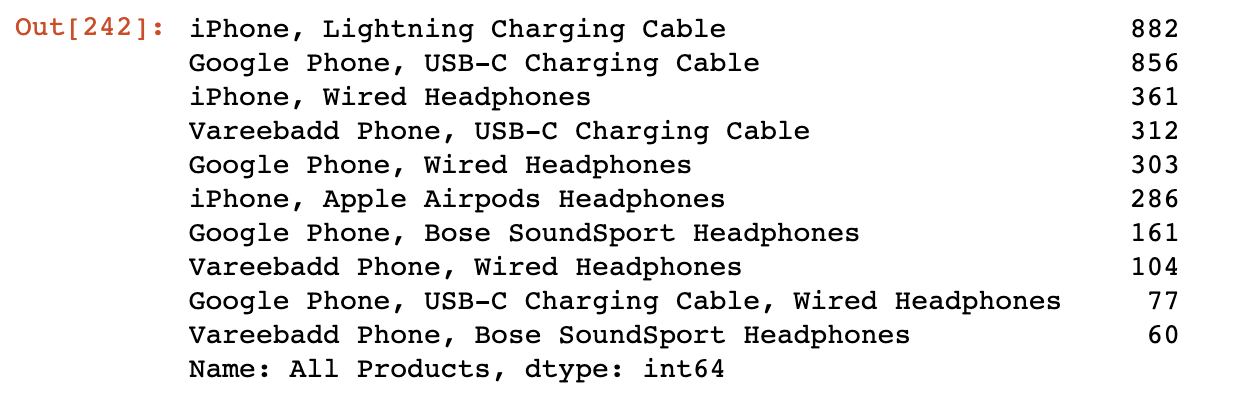 Out[242]: iPhone, Lightning Charging Cable 882
Google Phone, USB-C Charging Cable 856
iPhone, Wired Headphones 361
Vareebadd Phone, USB-C Charging Cable 312
Google Phone, Wired Headphones 303
iPhone, Apple Airpods Headphones 286
Google Phone, Bose SoundSport Headphones 161
Vareebadd Phone, Wired Headphones 104
Google Phone, USB-C Charging Cable, Wired Headphones 77
Vareebadd Phone, Bose SoundSport Headphones 60
Name: All Products, dtype: int64